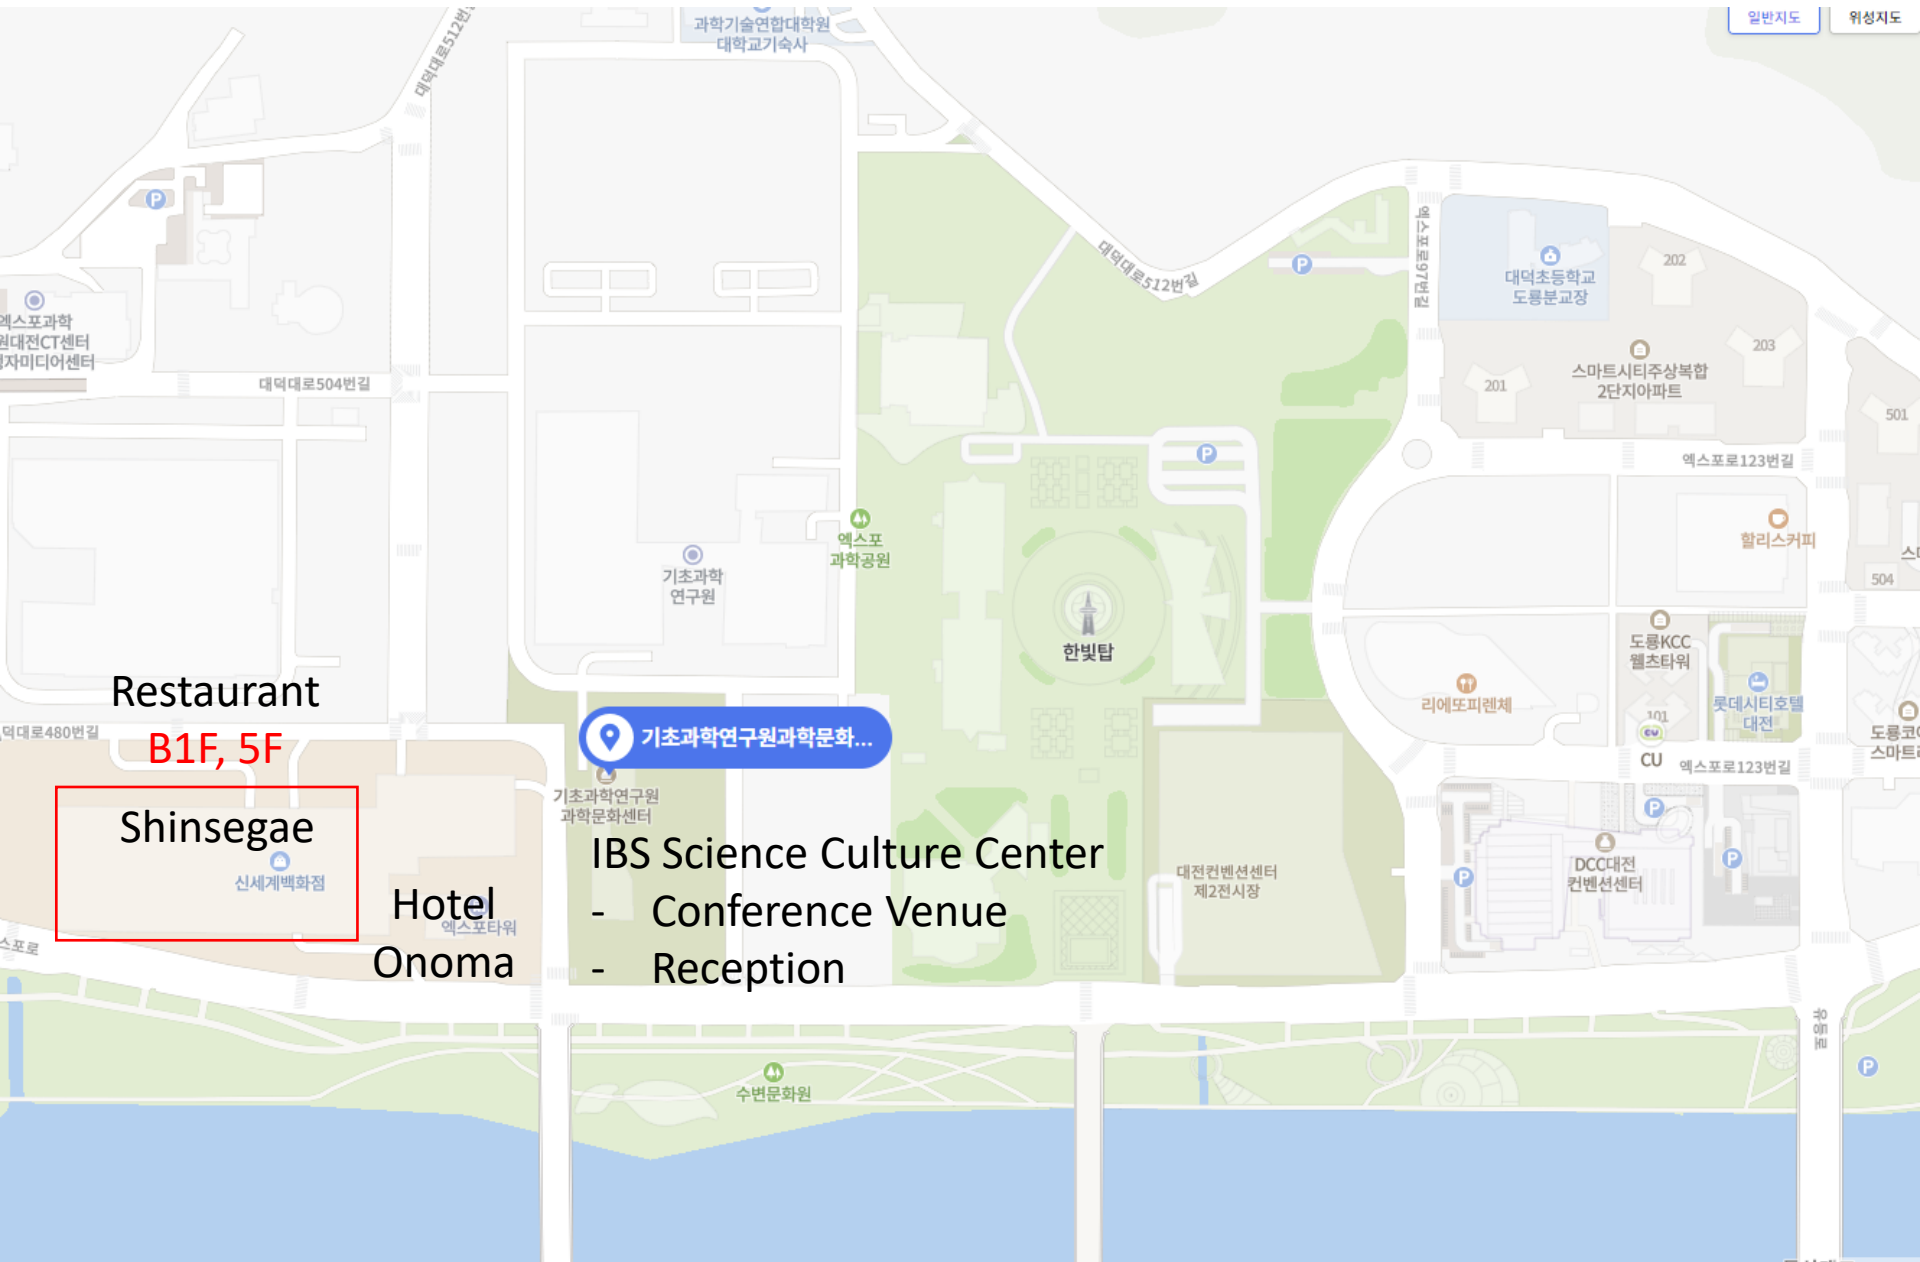 과학기술연합대학원
대학교기숙사
일반지도
위성지도
대덕대로512번길
P
엑스포로97번길
대덕초등학교
도룡분교장
202
대덕대로512번길
P
엑스포과학
원대전CT센터
청자미디어센터
대덕대로504번길
203
스마트시티주상복합
2단지아파트
201
501
P
엑스포로123번길
할리스커피
엑스포
과학공원
기초과학
연구원
504
한빛탑
도룡KCC
웰츠타워
101
리에또피렌체
롯데시티호텔
대전
Restaurant
B1F, 5F
덕대로480번길
기초과학연구원과학문화...
CU
CU
엑스포로123번길
기초과학연구원
과학문화센터
P
Shinsegae
신세계백화점
IBS Science Culture Center
- Conference Venue
- Reception
Hotel
Onoma
엑스포타워
대전컨벤션센터
제2전시장
P
DCC대전
컨벤션센터
P
스포로
유등로
수변문화원
P